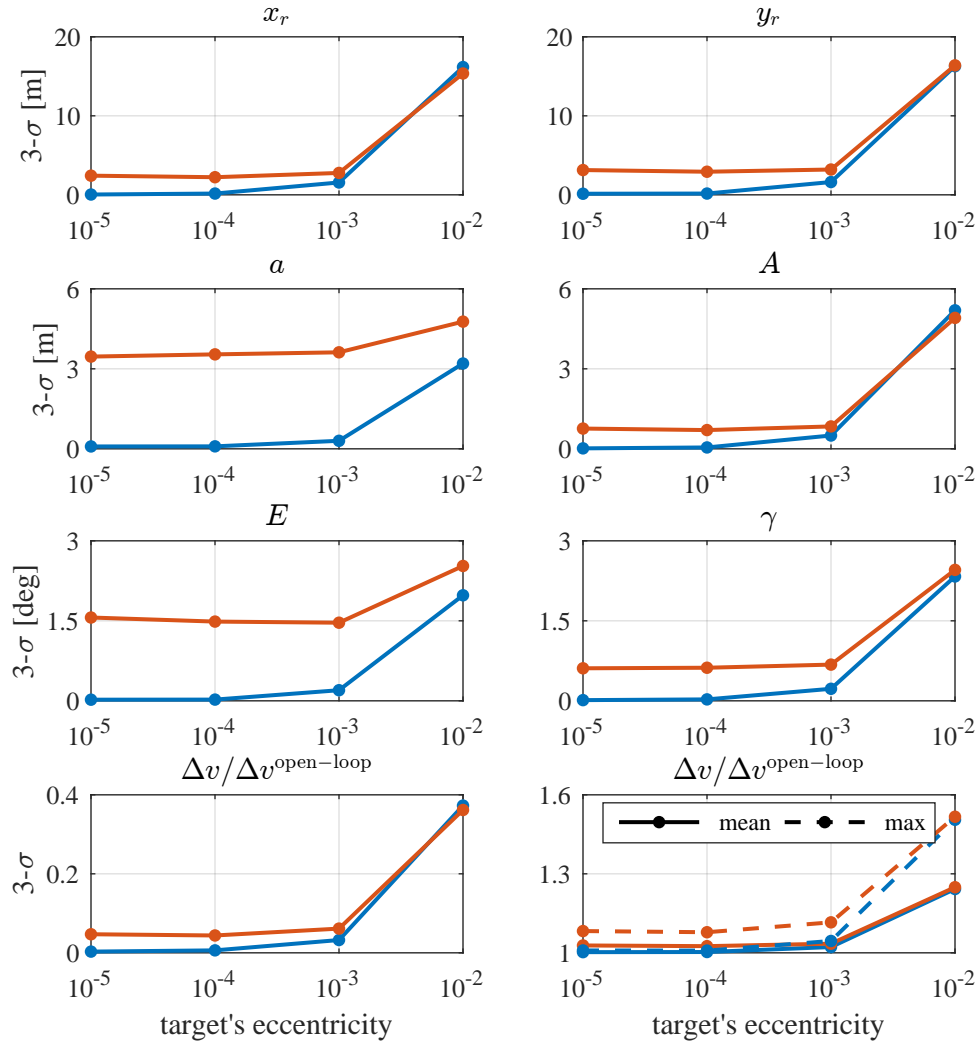 x_r
y_r
3-σ [m]
20
10
0
10^-5 10^-4 10^-3 10^-2
20
10
0
10^-5 10^-4 10^-3 10^-2
a
A
3-σ [m]
6
3
0
10^-5 10^-4 10^-3 10^-2
6
3
0
10^-5 10^-4 10^-3 10^-2
E
γ
3-σ [deg]
3
1.5
0
10^-5 10^-4 10^-3 10^-2
3
1.5
0
10^-5 10^-4 10^-3 10^-2
Δv/Δv^open−loop
Δv/Δv^open−loop
3-σ
0.4
0.2
0
10^-5 10^-4 10^-3 10^-2
target's eccentricity
mean max
1.6
1.3
1
10^-5 10^-4 10^-3 10^-2
target's eccentricity